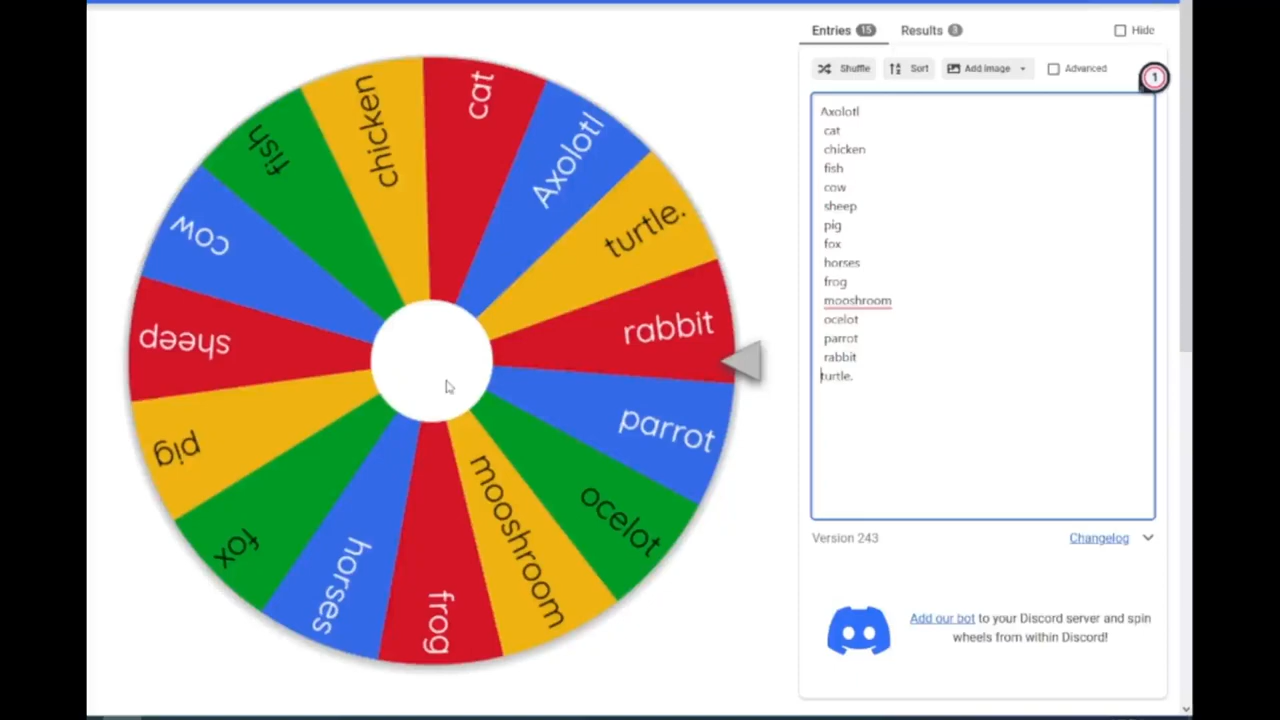 cat
Axolotl
turtle.
rabbit
parrot
ocelot
mooshroom
frog
horses
fox
pig
sheep
cow
fish
chicken
Entries 15 Results 3 Hide
Shuffle Sort Add image Advanced
1
Axolotl
cat
chicken
fish
cow
sheep
pig
fox
horses
frog
mooshroom
ocelot
parrot
rabbit
turtle.
Version 243 Changelog
Add our bot to your Discord server and spin
wheels from within Discord!